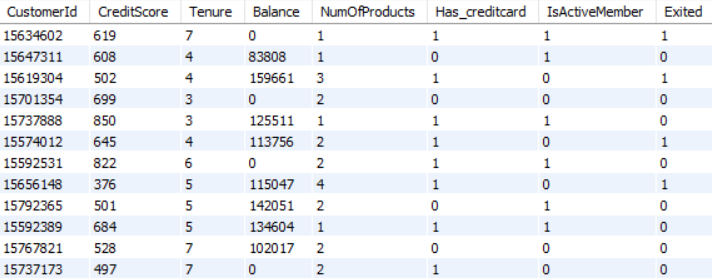 CustomerId CreditScore Tenure Balance NumOfProducts Has_creditcard IsActiveMember Exited
15634602 619 7 0 1 1 1 1
15647311 608 4 83808 1 0 1 0
15619304 502 4 159661 3 1 0 1
15701354 699 3 0 2 0 0 0
15737888 850 3 125511 1 1 1 0
15574012 645 4 113756 2 1 0 1
15592531 822 6 0 2 1 1 0
15656148 376 5 115047 4 1 0 1
15792365 501 5 142051 2 0 1 0
15592389 684 5 134604 1 1 1 0
15767821 528 7 102017 2 0 0 0
15737173 497 7 0 2 1 0 0